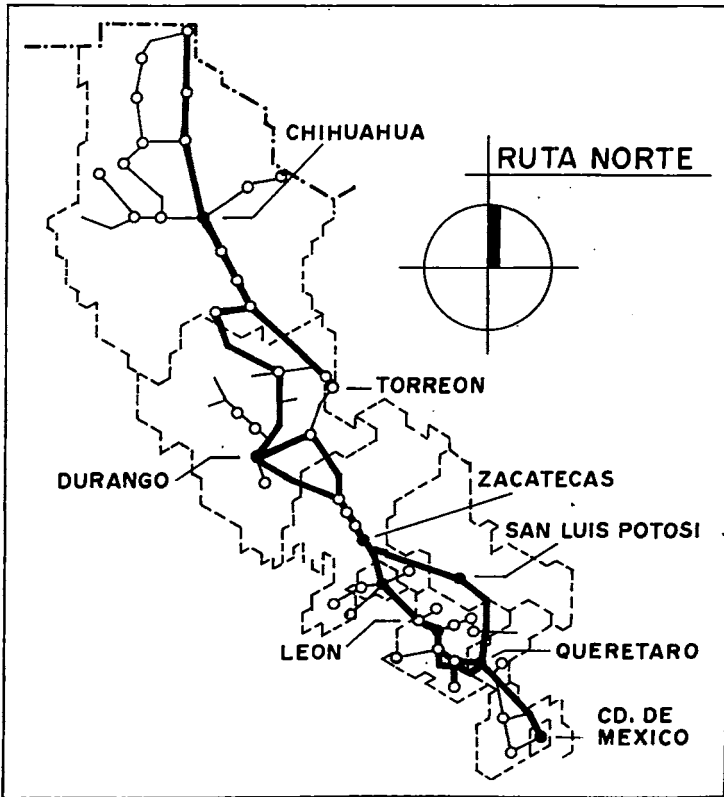 CHIHUAHUA
RUTA NORTE
TORREON
DURANGO
ZACATECAS
SAN LUIS POTOSI
LEON
QUERETARO
CD. DE
MEXICO